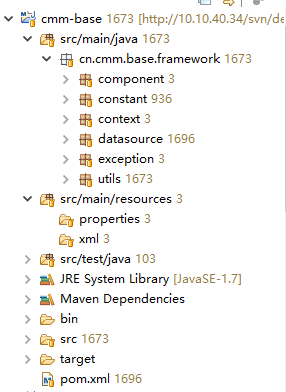 cmm-base 1673 [http://10.10.40.34/svn/de
src/main/java 1673
cn.cmm.base.framework 1673
component 3
constant 936
context 3
datasource 1696
exception 3
utils 1673
src/main/resources 3
properties 3
xml 3
src/test/java 103
JRE System Library [JavaSE-1.7]
Maven Dependencies
bin
src 1673
target
pom.xml 1696